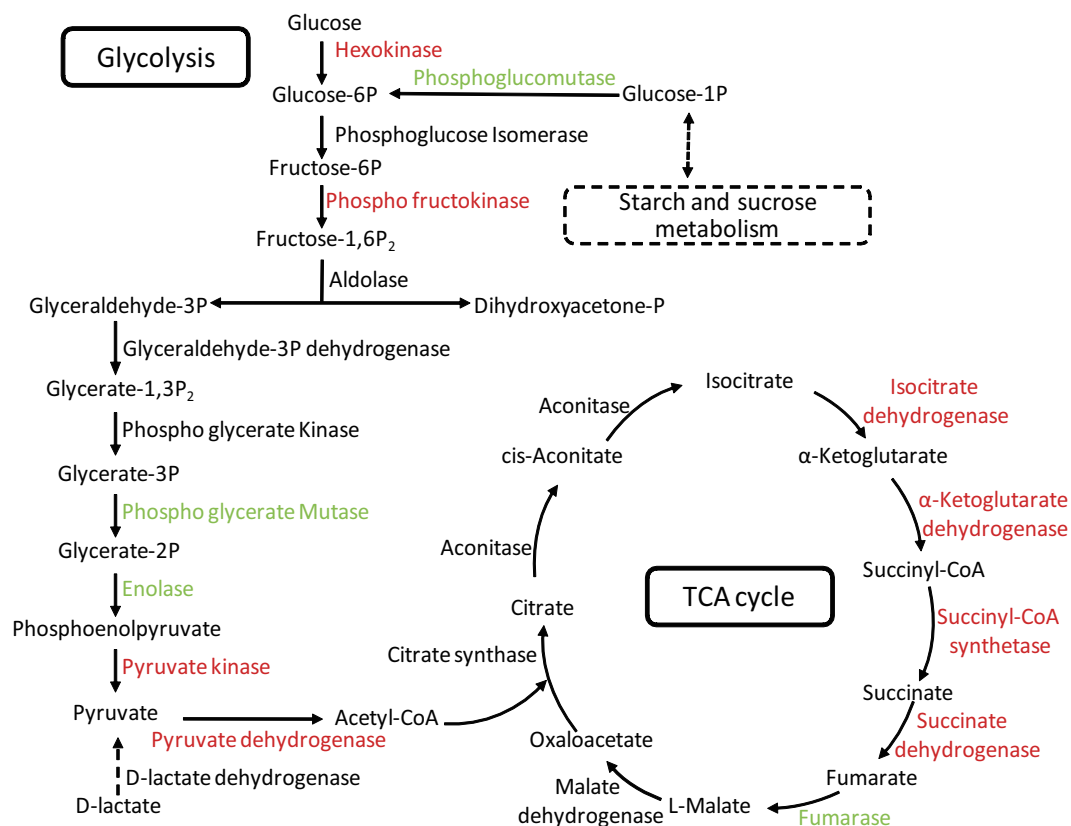 Glycolysis
Glucose
Hexokinase
Phosphoglucomutase
Glucose-6P
Glucose-1P
Phosphoglucose Isomerase
Fructose-6P
Phospho fructokinase
Starch and sucrose
metabolism
Fructose-1,6P₂
Aldolase
Glyceraldehyde-3P
Dihydroxyacetone-P
Glyceraldehyde-3P dehydrogenase
Glycerate-1,3P₂
Phospho glycerate Kinase
Glycerate-3P
Phospho glycerate Mutase
Glycerate-2P
Enolase
Phosphoenolpyruvate
Pyruvate kinase
Pyruvate
Pyruvate dehydrogenase
Acetyl-CoA
D-lactate dehydrogenase
D-lactate
TCA cycle
Isocitrate
Isocitrate
dehydrogenase
α-Ketoglutarate
α-Ketoglutarate
dehydrogenase
Succinyl-CoA
Succinyl-CoA
synthetase
Succinate
Succinate
dehydrogenase
Fumarate
Fumarase
L-Malate
Malate
dehydrogenase
Oxaloacetate
Citrate synthase
Citrate
Aconitase
cis-Aconitate
Aconitase